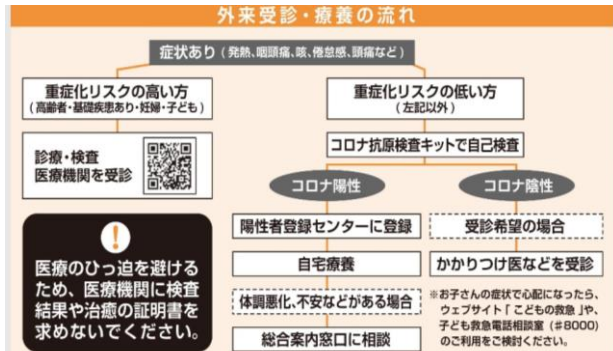 外来受診・療養の流れ
症状あり(発熱、咽頭痛、咳、倦怠感、頭痛など)
重症化リスクの高い方
(高齢者・基礎疾患あり・妊婦・子ども)
診療・検査
医療機関を受診
重症化リスクの低い方
(左記以外)
コロナ抗原検査キットで自己検査
コロナ陽性
陽性者登録センターに登録
自宅療養
体調悪化、不安などがある場合
総合案内窓口に相談
コロナ陰性
受診希望の場合
かかりつけ医などを受診
※お子さんの症状で心配になったら、
ウェブサイト「こどもの救急」や、
子ども救急電話相談室(#8000)
のご利用をご検討ください。
!
医療のひっ迫を避ける
ため、医療機関に検査
結果や治癒の証明書を
求めないでください。